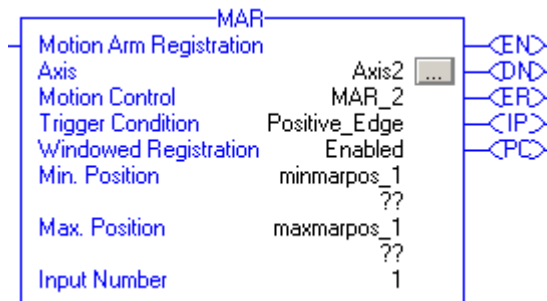 MAR
Motion Arm Registration EN
Axis Axis2 ... DN
Motion Control MAR_2 ER
Trigger Condition Positive_Edge IP
Windowed Registration Enabled PC
Min. Position minmarpos_1
??
Max. Position maxmarpos_1
??
Input Number 1